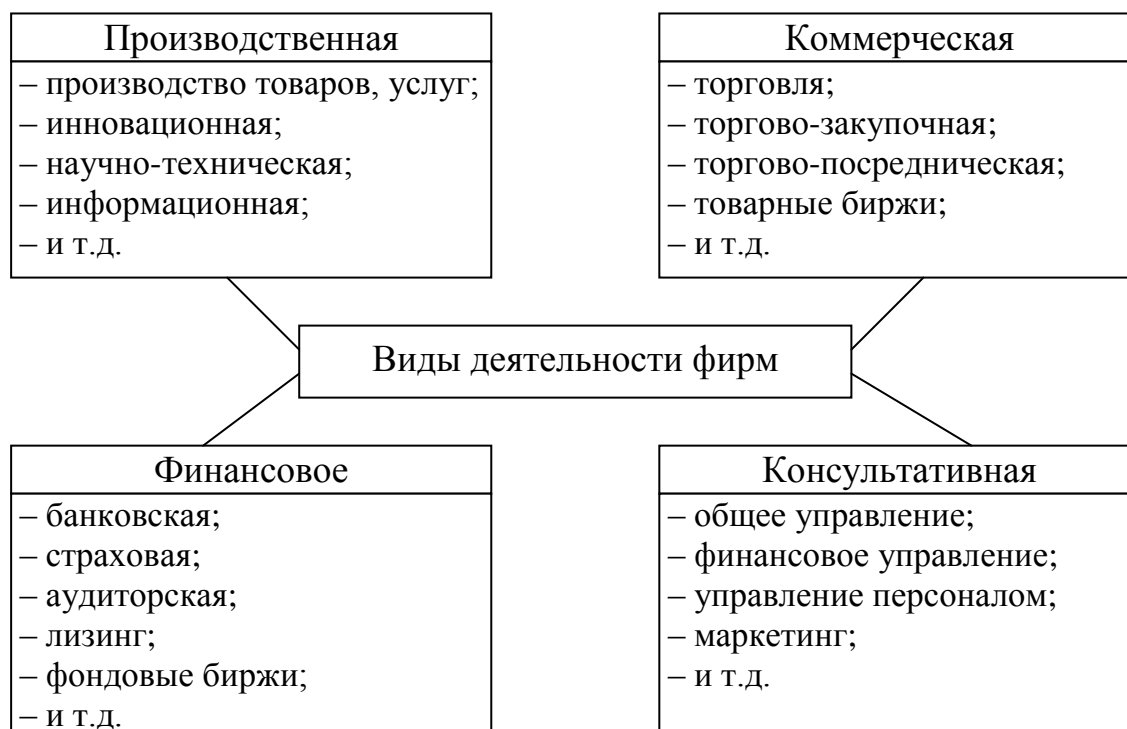 Производственная
– производство товаров, услуг;
– инновационная;
– научно-техническая;
– информационная;
– и т.д.
Коммерческая
– торговля;
– торгово-закупочная;
– торгово-посредническая;
– товарные биржи;
– и т.д.
Виды деятельности фирм
Финансовое
– банковская;
– страховая;
– аудиторская;
– лизинг;
– фондовые биржи;
– и т.д.
Консультативная
– общее управление;
– финансовое управление;
– управление персоналом;
– маркетинг;
– и т.д.